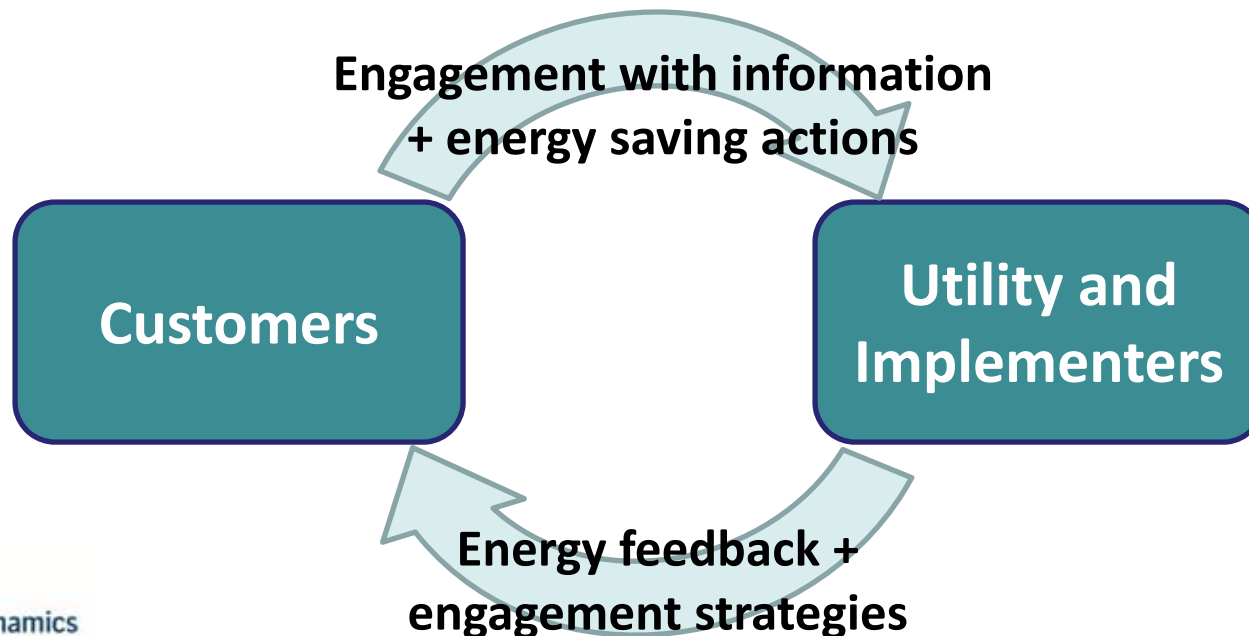 Engagement with information
+ energy saving actions
Customers
Utility and
Implementers
Energy feedback +
engagement strategies
namics